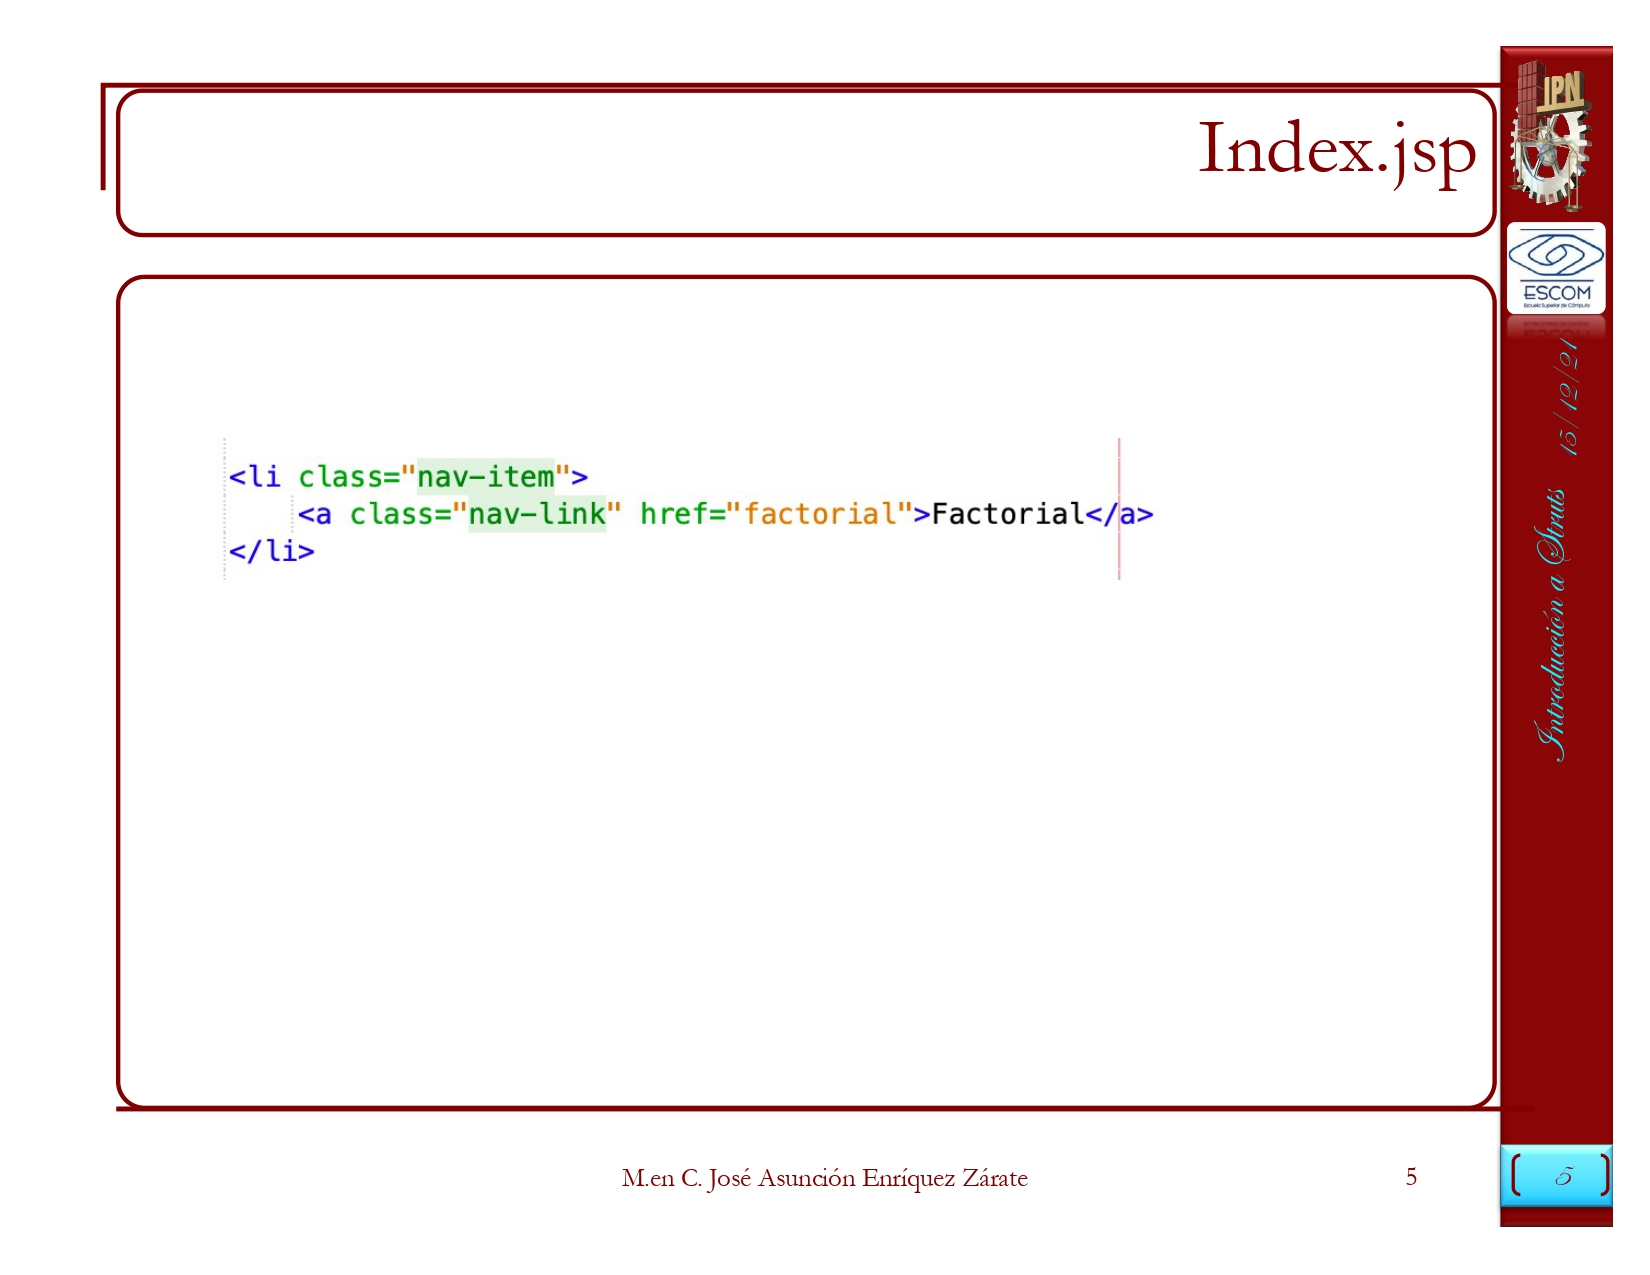 Index.jsp
IPN
ESCOM
Escuela Superior de Cómputo
15/12/21
Introducción a Struts
<li class="nav-item">
<a class="nav-link" href="factorial">Factorial</a>
</li>
M.en C. José Asunción Enríquez Zárate
5
5